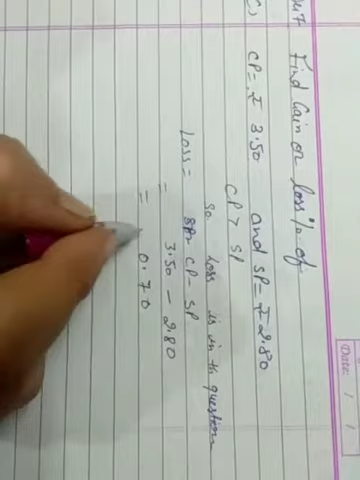 Find Gain or loss % of
c) CP = ₹ 3.50 and SP = ₹ 2.80
CP > SP
So loss is in the question
Loss = CP - SP
= 3.50 - 2.80
= 0.70
Date: / /